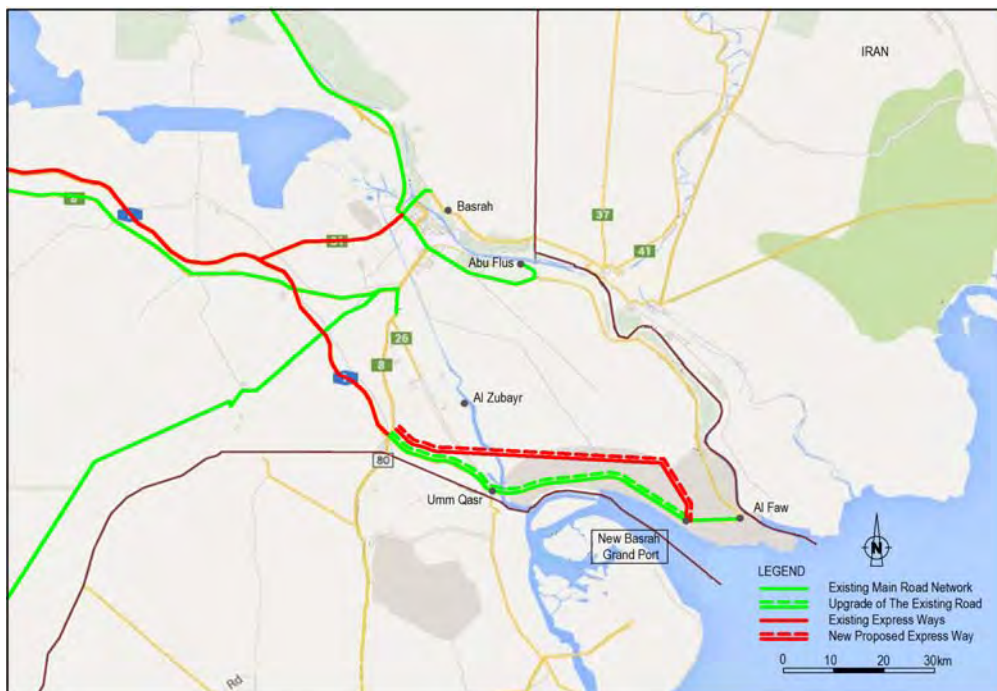 IRAN
Basrah
37
41
31
Abu Flus
26
8
Al Zubayr
80
Umm Qasr
Al Faw
New Basrah
Grand Port
N
LEGEND
Existing Main Road Network
Upgrade of The Existing Road
Existing Express Ways
New Proposed Express Way
0 10 20 30km
Rd